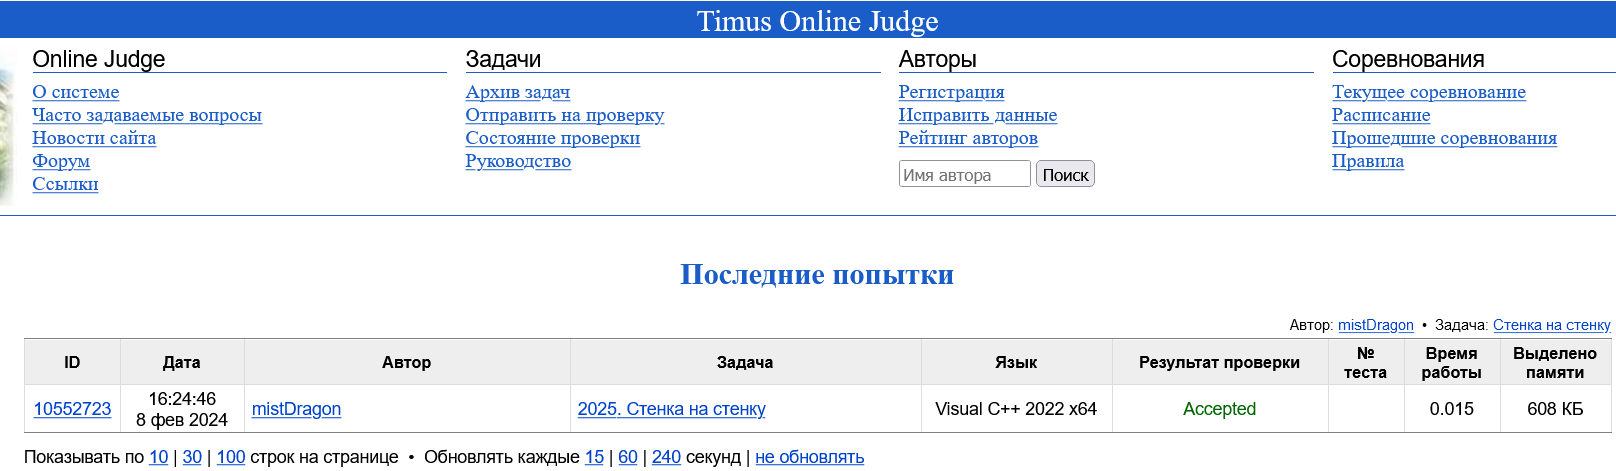 Timus Online Judge
Online Judge
О системе
Часто задаваемые вопросы
Новости сайта
Форум
Ссылки
Задачи
Архив задач
Отправить на проверку
Состояние проверки
Руководство
Авторы
Регистрация
Исправить данные
Рейтинг авторов
Имя автора Поиск
Соревнования
Текущее соревнование
Расписание
Прошедшие соревнования
Правила
Последние попытки
Автор: mistDragon • Задача: Стенка на стенку
ID Дата Автор Задача Язык Результат проверки № теста Время работы Выделено памяти
10552723 16:24:46 8 фев 2024 mistDragon 2025. Стенка на стенку Visual C++ 2022 x64 Accepted 0.015 608 КБ
Показывать по 10 | 30 | 100 строк на странице • Обновлять каждые 15 | 60 | 240 секунд | не обновлять